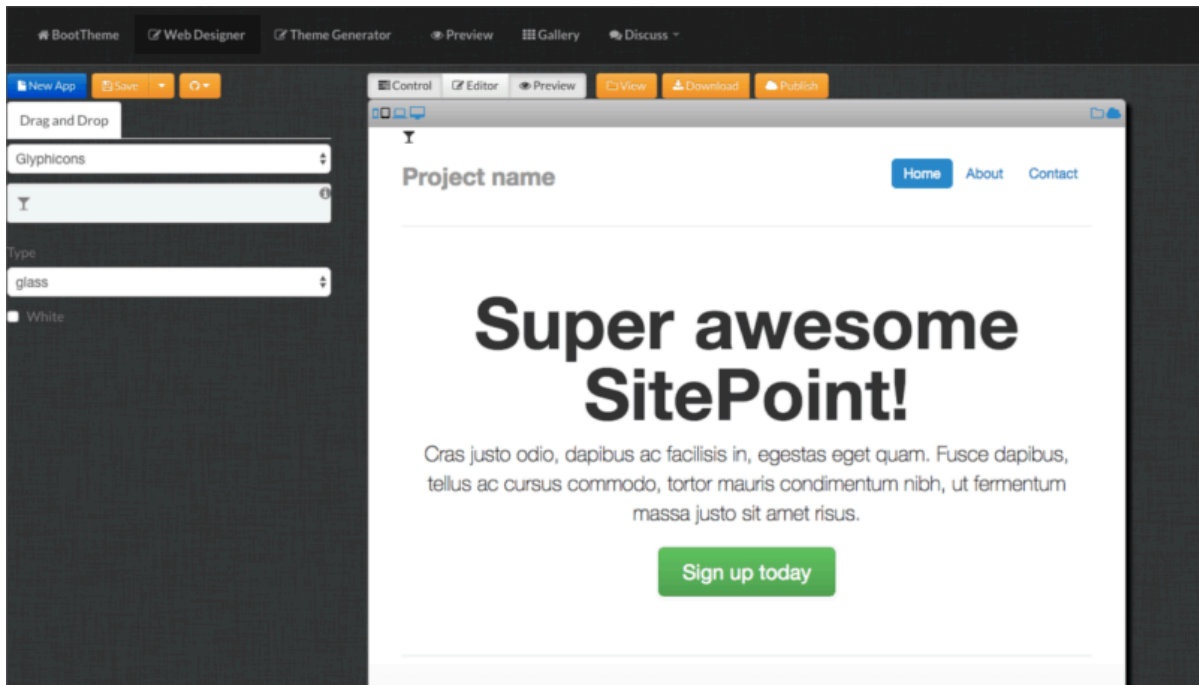 BootTheme Web Designer Theme Generator Preview Gallery Discuss
New App Save
Control Editor Preview View Download Publish
Drag and Drop
Glyphicons
Type
glass
White
Project name
Home About Contact
Super awesome
SitePoint!
Cras justo odio, dapibus ac facilisis in, egestas eget quam. Fusce dapibus,
tellus ac cursus commodo, tortor mauris condimentum nibh, ut fermentum
massa justo sit amet risus.
Sign up today